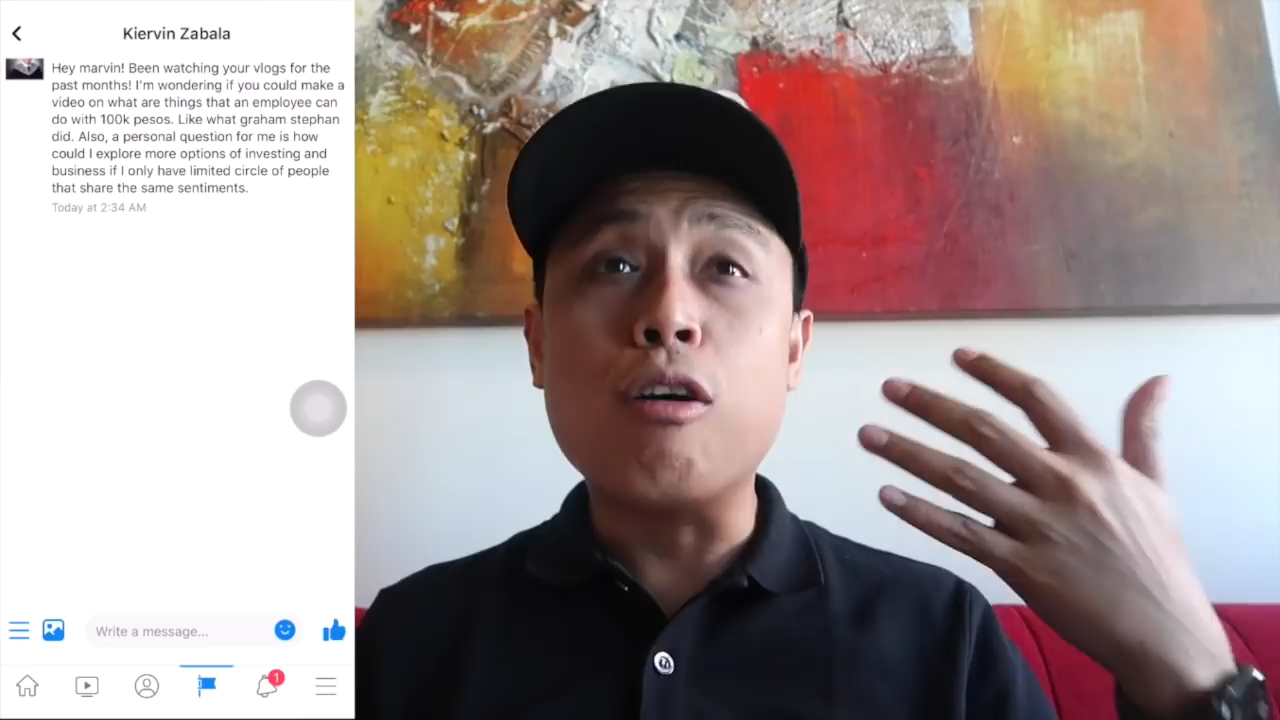 Kiervin Zabala
Hey marvin! Been watching your vlogs for the
past months! I'm wondering if you could make a
video on what are things that an employee can
do with 100k pesos. Like what graham stephan
did. Also, a personal question for me is how
could I explore more options of investing and
business if I only have limited circle of people
that share the same sentiments.
Today at 2:34 AM
Write a message...
1